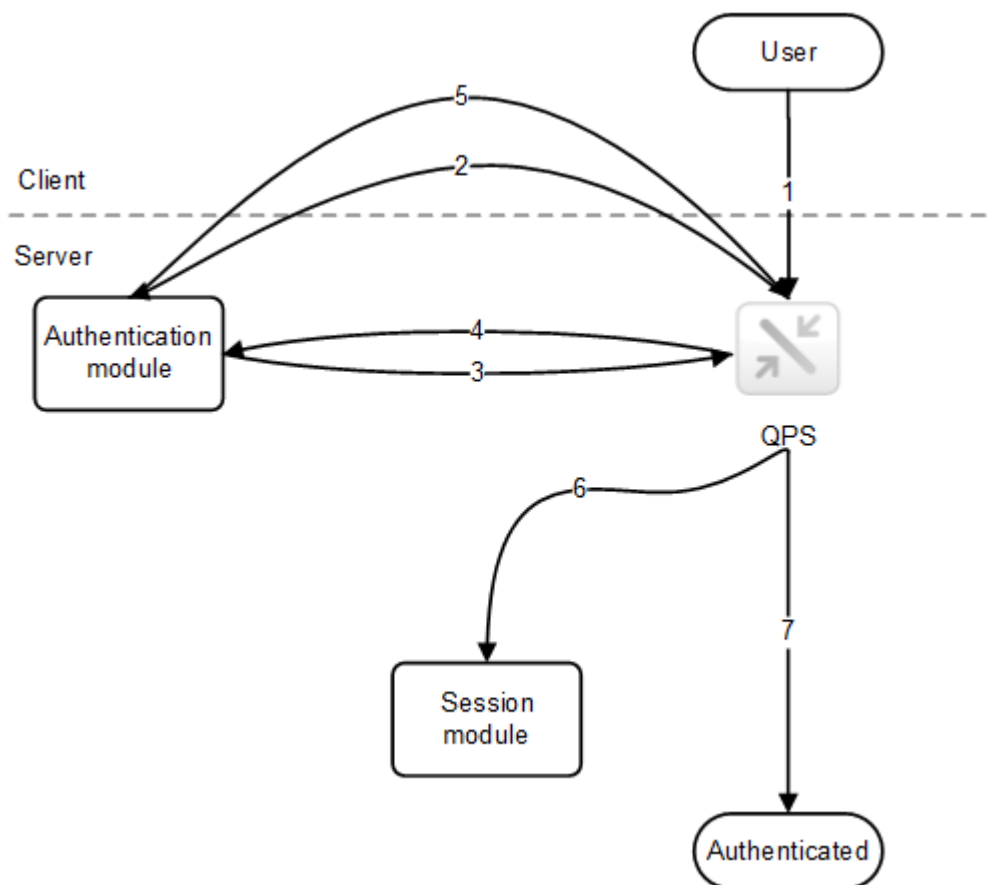 User
5
2
Client
1
Server
Authentication
module
4
3
QPS
6
7
Session
module
Authenticated